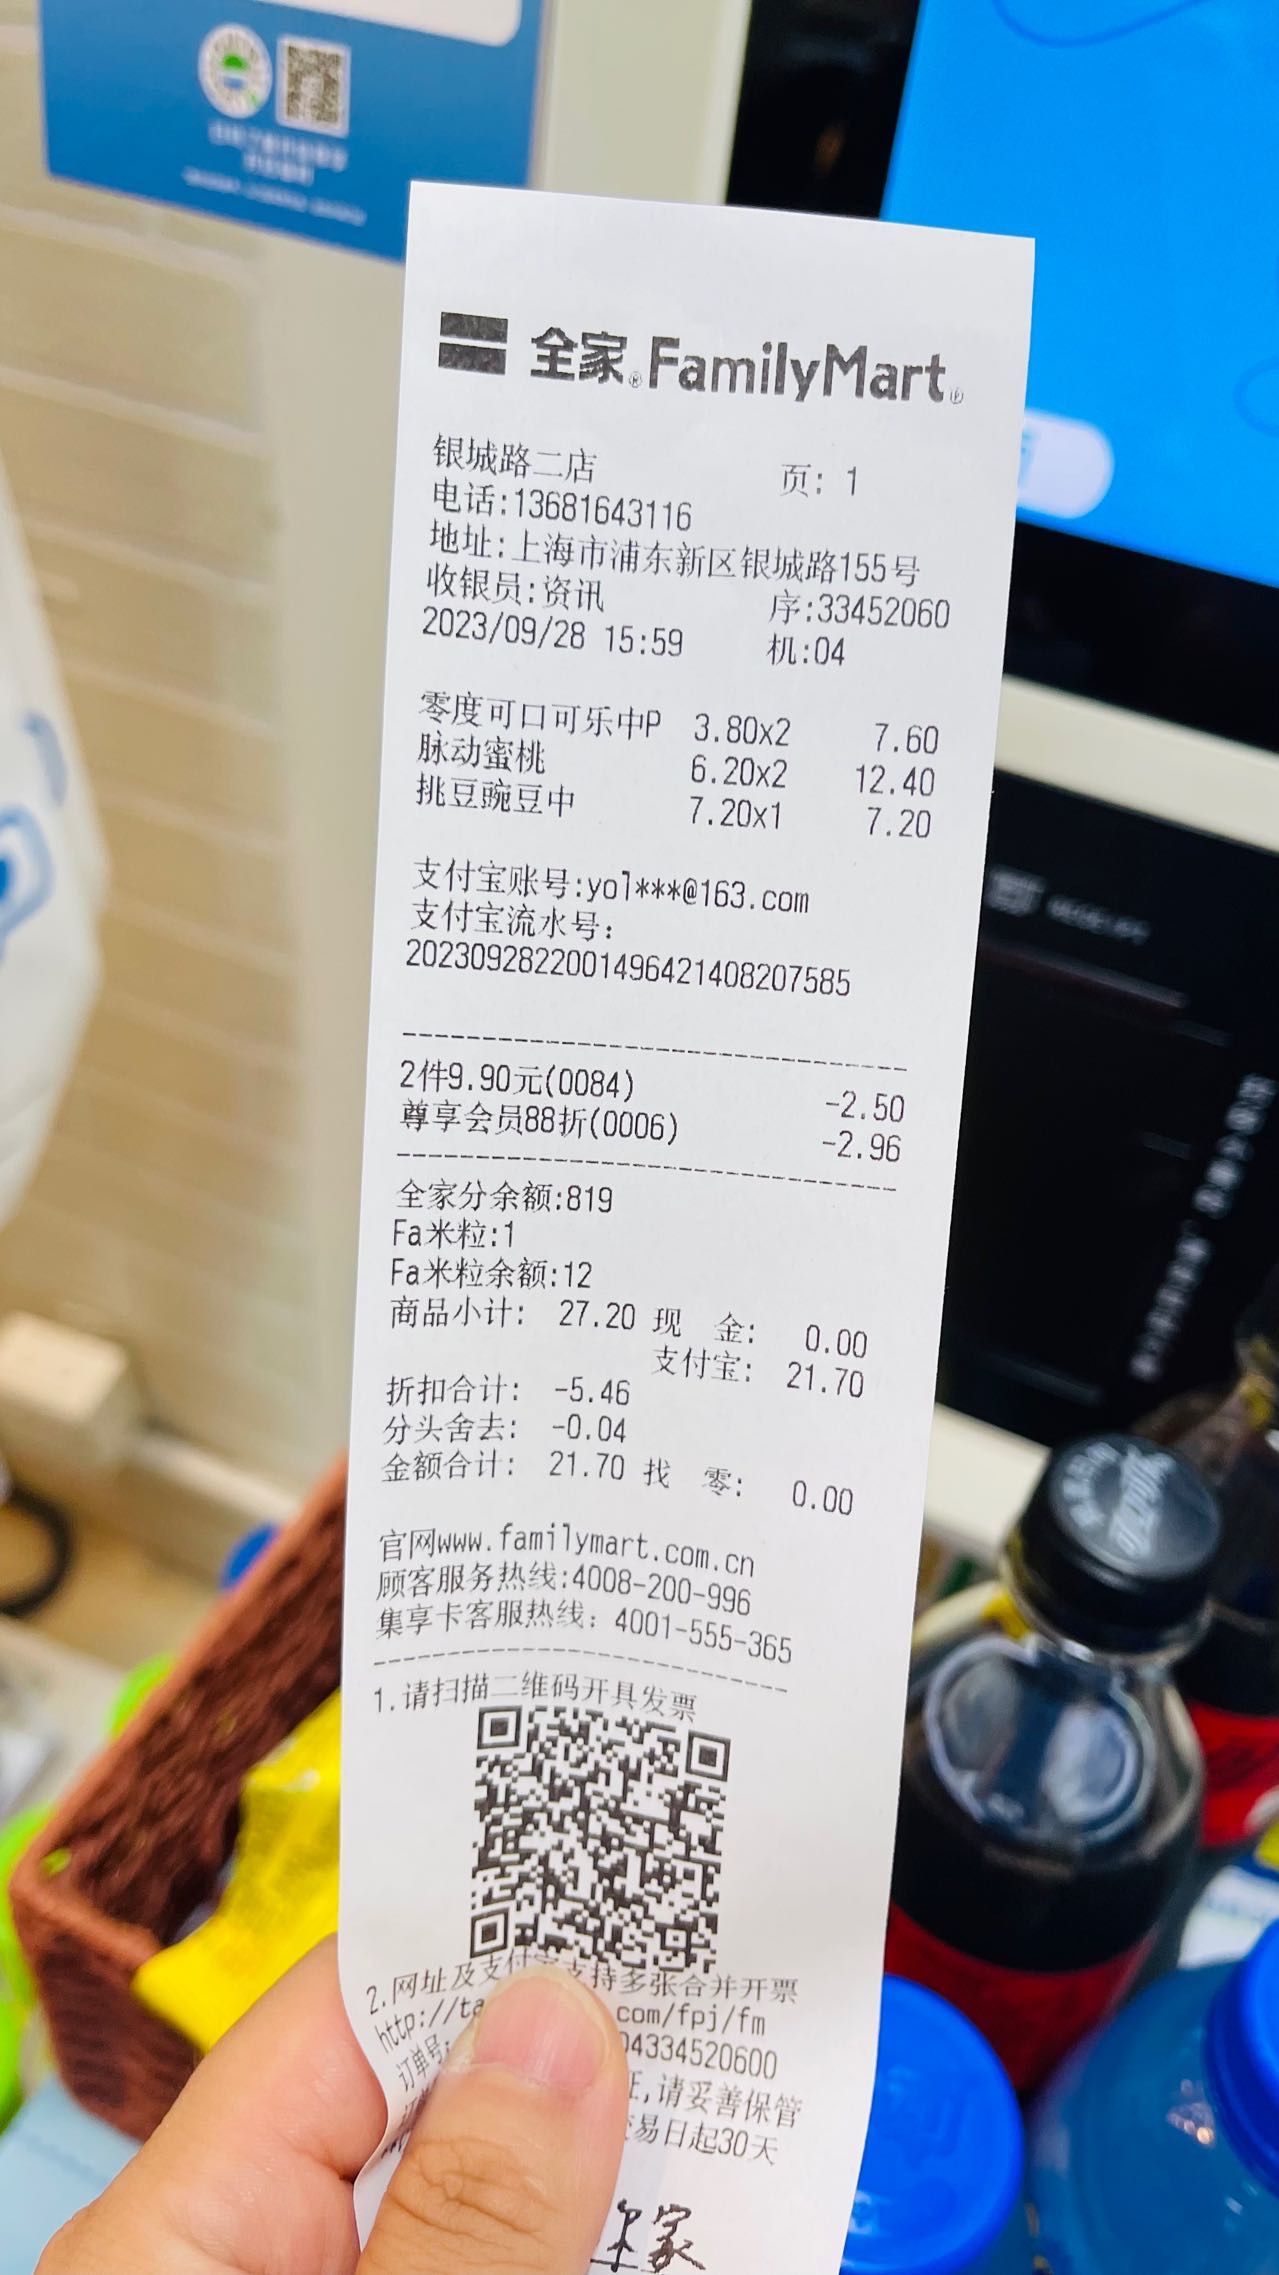 全家® FamilyMart®
银城路二店 页: 1
电话:13681643116
地址:上海市浦东新区银城路155号
收银员:资讯 序:33452060
2023/09/28 15:59 机:04
零度可口可乐中P 3.80x2 7.60
脉动蜜桃 6.20x2 12.40
挑豆豌豆中 7.20x1 7.20
支付宝账号:yol***@163.com
支付宝流水号:
2023092822001496421408207585
2件9.90元(0084) -2.50
尊享会员88折(0006) -2.96
全家分余额:819
Fa米粒:1
Fa米粒余额:12
商品小计: 27.20 现 金: 0.00
支付宝: 21.70
折扣合计: -5.46
分头舍去: -0.04
金额合计: 21.70 找 零: 0.00
官网www.familymart.com.cn
顾客服务热线:4008-200-996
集享卡客服热线: 4001-555-365
1.请扫描二维码开具发票
2.网址及支付宝支持多张合并开票
http://ta com/fpj/fm
订单号: 04334520600
,请妥善保管
易日起30天
家